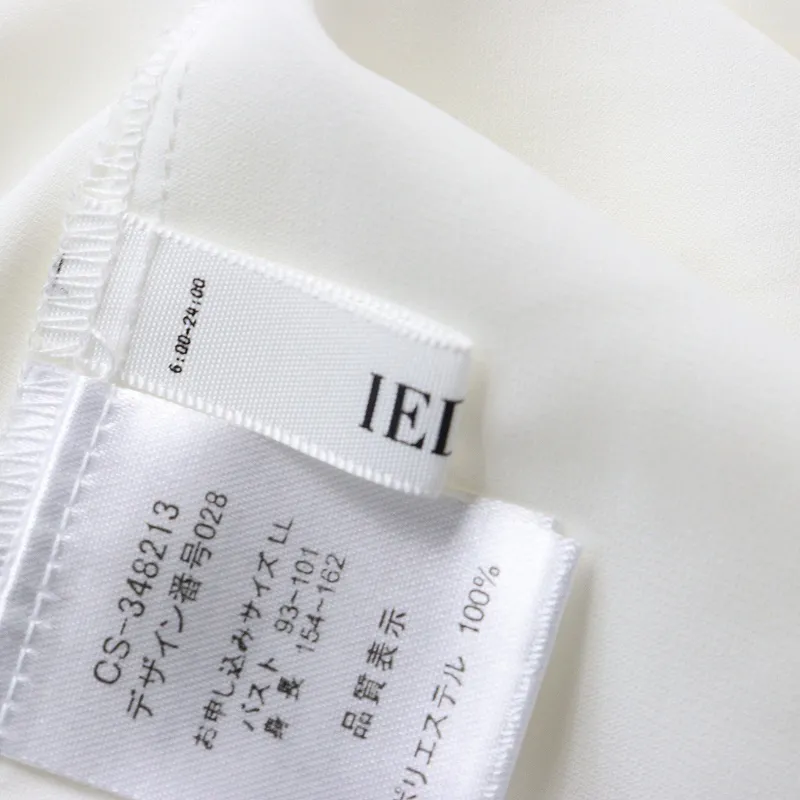 6:00-24:00
IEL
CS-348213
デザイン番号028
お申し込みサイズ LL
バスト 93~101
身長 154~162
品質表示
ポリエステル 100%